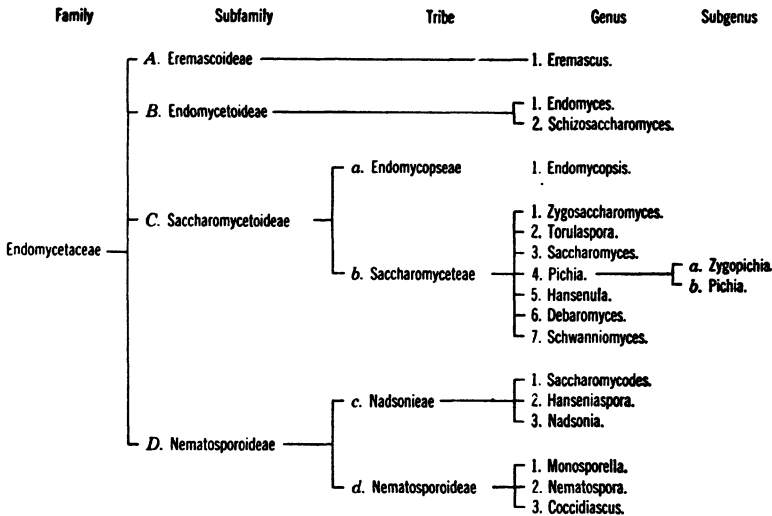 Family Subfamily Tribe Genus Subgenus
A. Eremascoideae 1. Eremascus.
B. Endomycetoideae 1. Endomyces.
2. Schizosaccharomyces.
a. Endomycopseae 1. Endomycopsis.
C. Saccharomycetoideae 1. Zygosaccharomyces.
2. Torulaspora.
3. Saccharomyces.
Endomycetaceae
b. Saccharomyceteae 4. Pichia. a. Zygopichia.
b. Pichia.
5. Hansenula.
6. Debaromyces.
7. Schwanniomyces.
1. Saccharomycodes.
c. Nadsonieae 2. Hanseniaspora.
3. Nadsonia.
D. Nematosporoideae
1. Monosporella.
d. Nematosporoideae 2. Nematospora.
3. Coccidiascus.